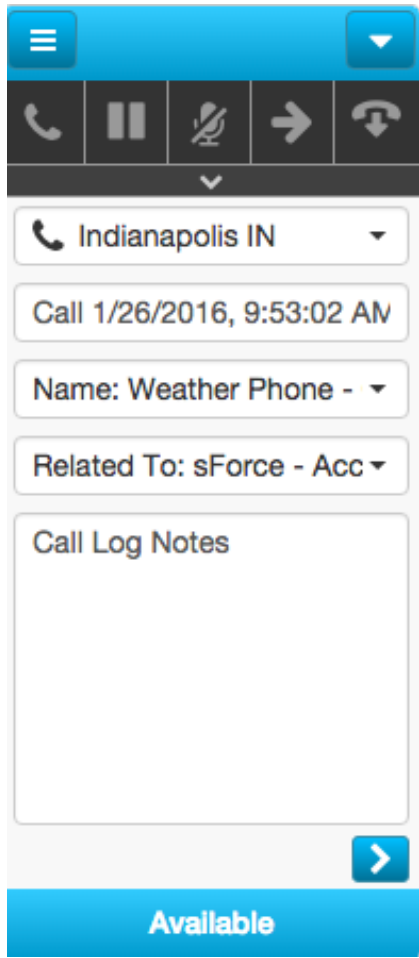 Indianapolis IN
Call 1/26/2016, 9:53:02 AM
Name: Weather Phone -
Related To: sForce - Acc
Call Log Notes
Available